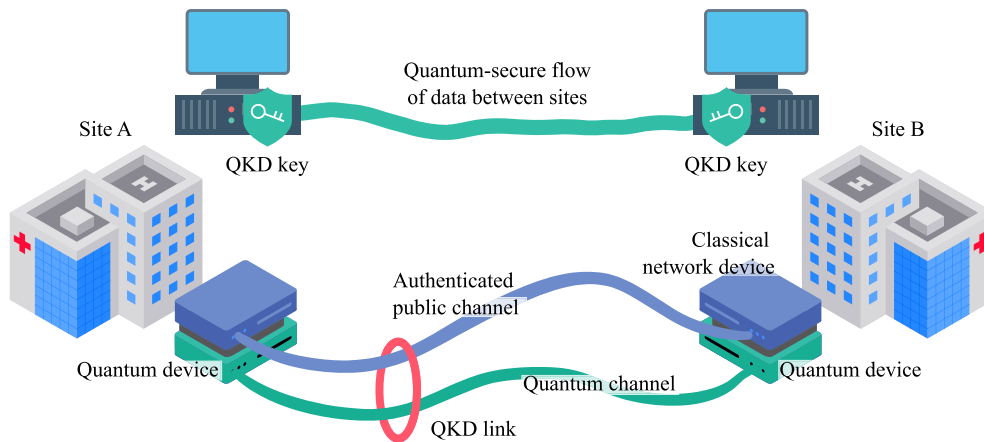 Quantum-secure flow
of data between sites
Site A
Site B
QKD key
QKD key
Classical
network device
Authenticated
public channel
Quantum device
Quantum channel
Quantum device
QKD link